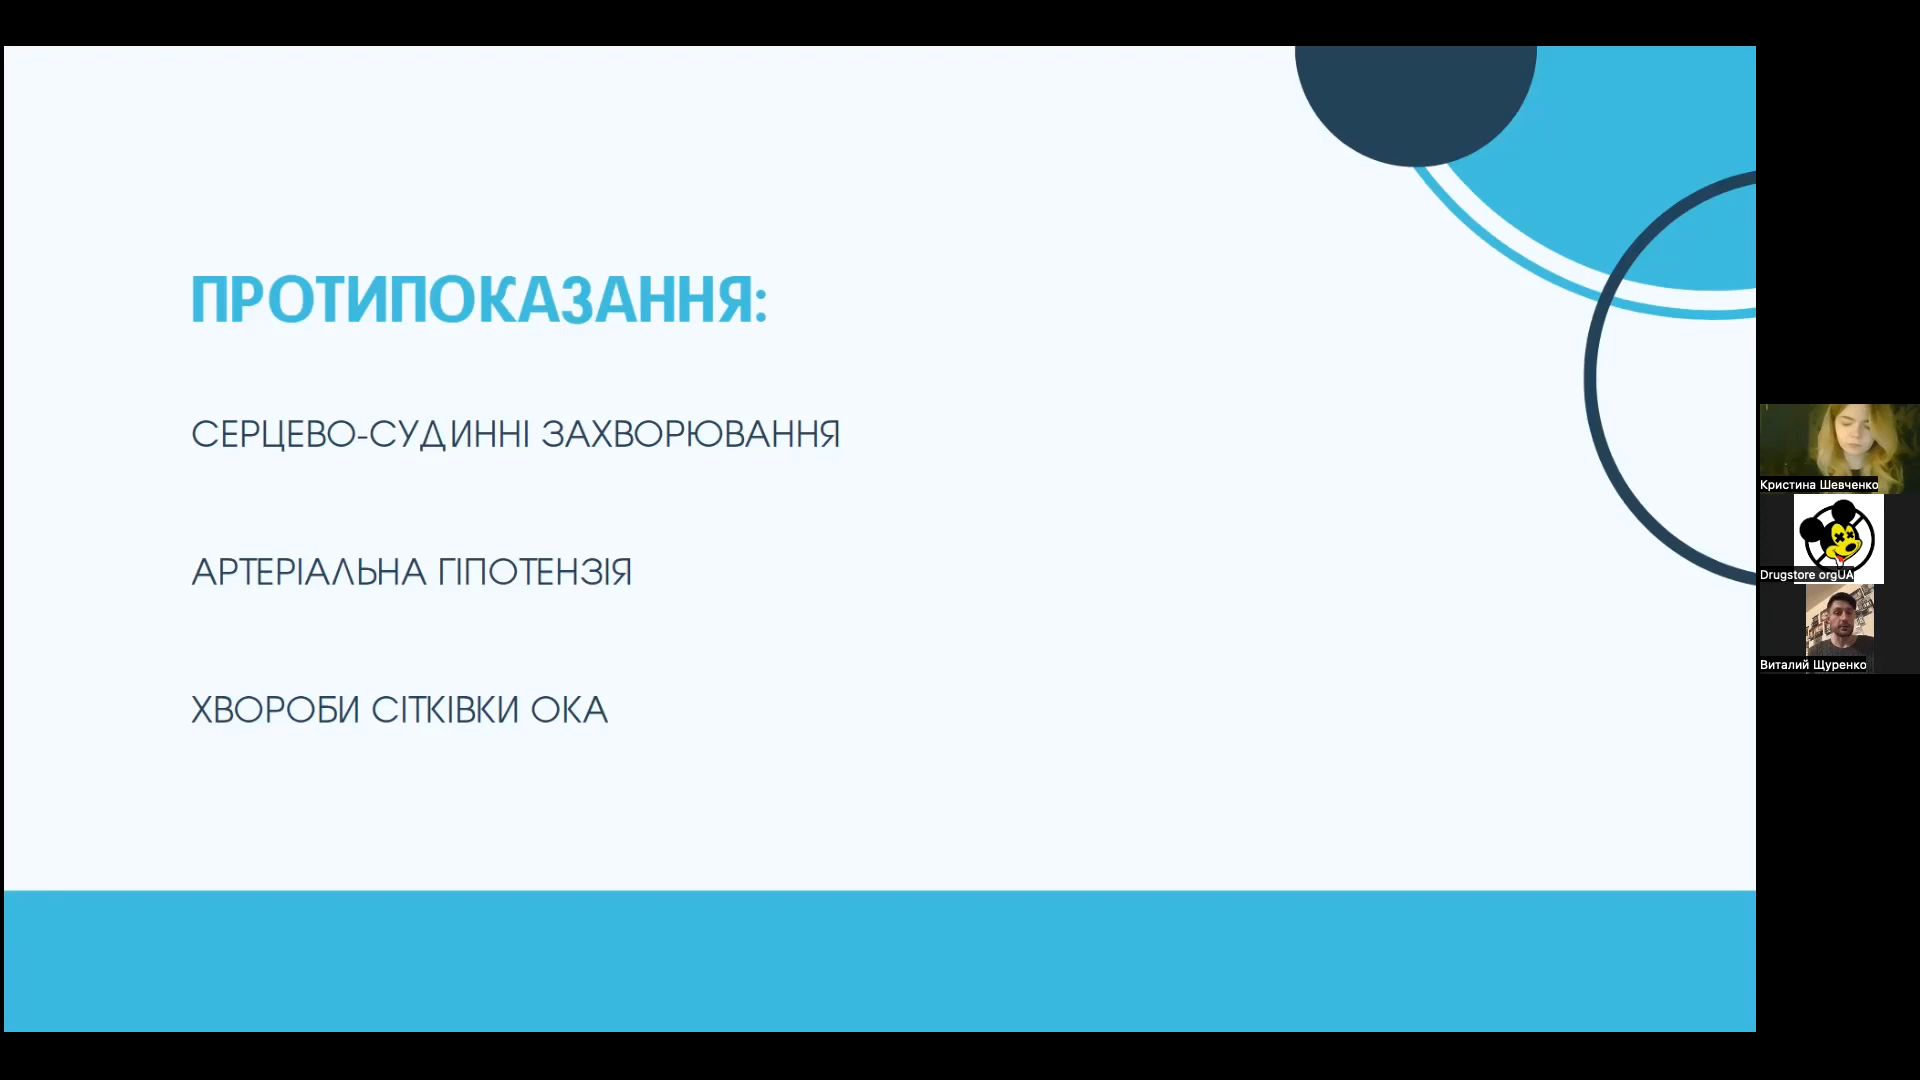 ПРОТИПОКАЗАННЯ:
СЕРЦЕВО-СУДИННІ ЗАХВОРЮВАННЯ
АРТЕРІАЛЬНА ГІПОТЕНЗІЯ
ХВОРОБИ СІТКІВКИ ОКА
Кристина Шевченко
Drugstore orgUA
Виталий Щуренко